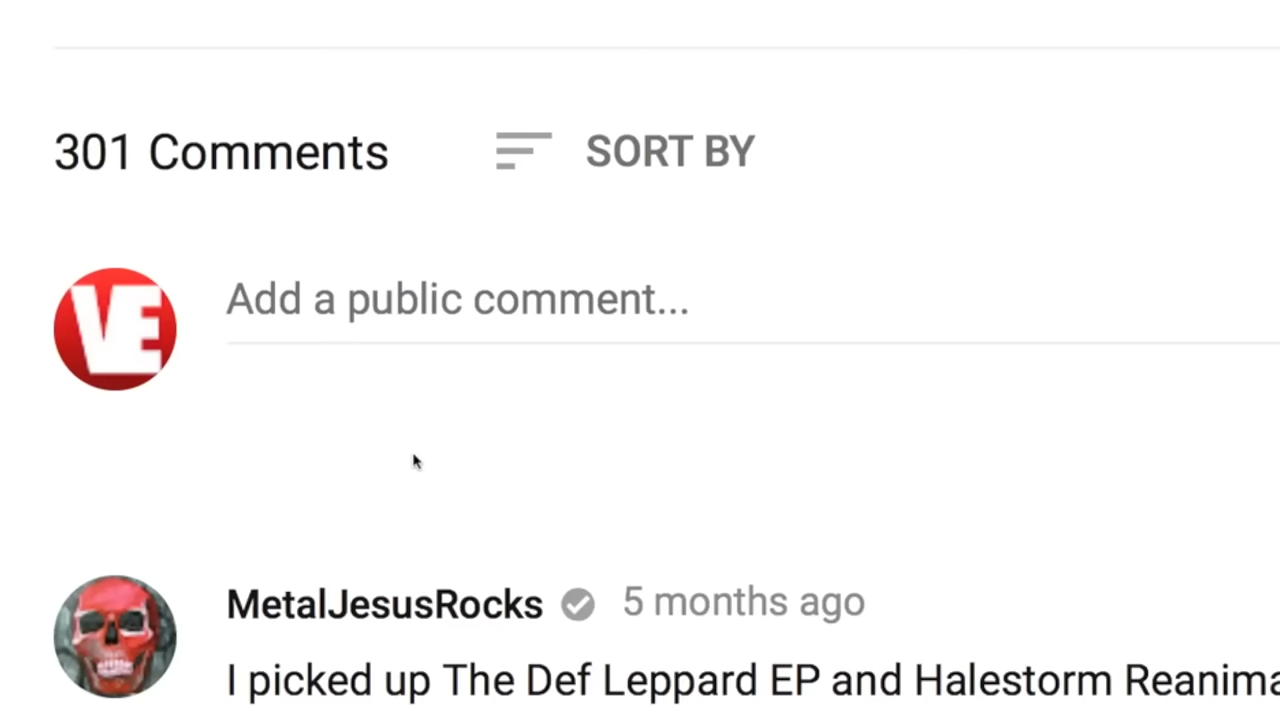 301 Comments
SORT BY
VE
Add a public comment...
MetalJesusRocks
5 months ago
I picked up The Def Leppard EP and Halestorm Reanima